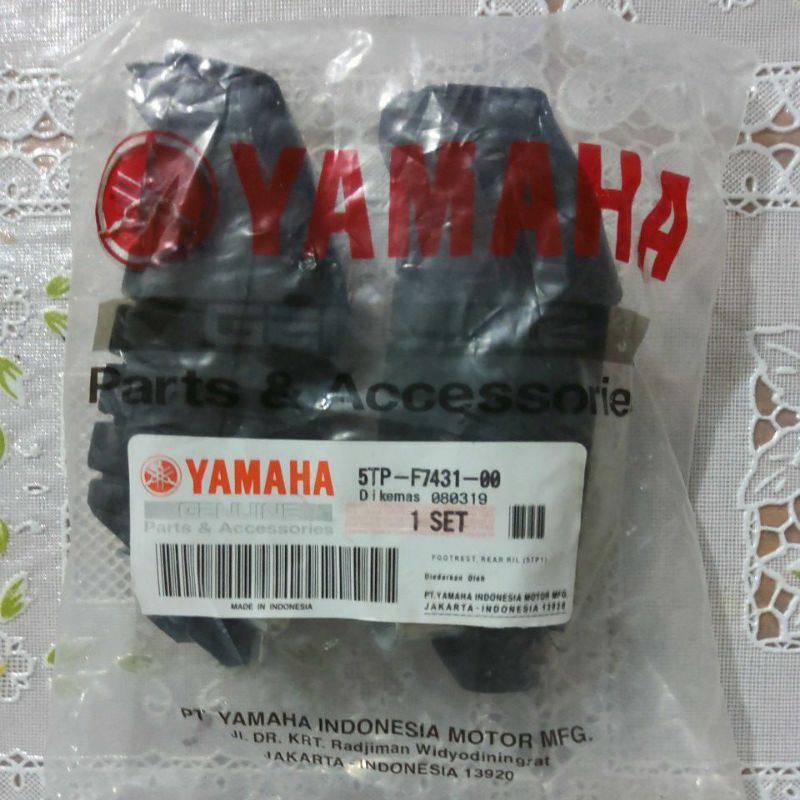 YAMAHA
GENUINE
Parts & Accessorie
YAMAHA
GENUINE
Parts & Accessories
MADE IN INDONESIA
5TP-F7431-00
Dikemas 080319
1 SET
FOOTREST, REAR R/L (5TP1)
Diedarkan Oleh
PT.YAMAHA INDONESIA MOTOR MFG.
JAKARTA-INDONESIA 13920
PT. YAMAHA INDONESIA MOTOR MFG.
Jl. DR. KRT. Radjiman Widyodiningrat
JAKARTA - INDONESIA 13920